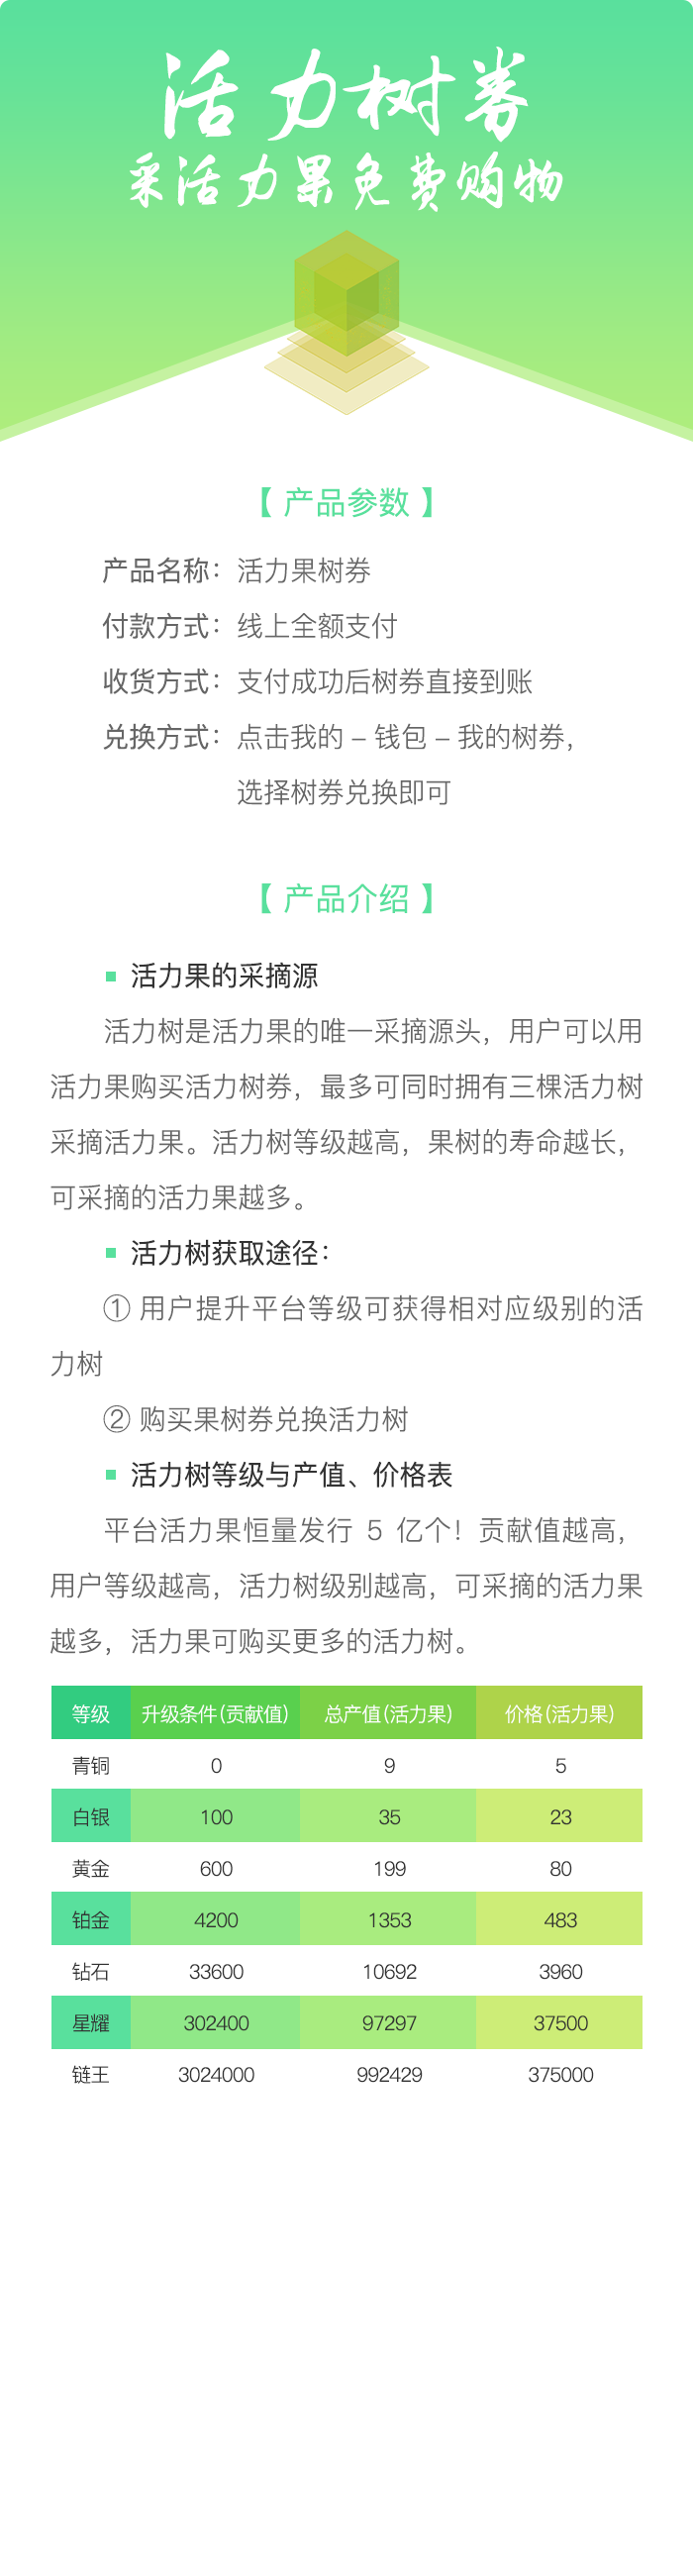 活力树券
采活力果免费购物
【 产品参数 】
产品名称：活力果树券
付款方式：线上全额支付
收货方式：支付成功后树券直接到账
兑换方式：点击我的 – 钱包 – 我的树券，
选择树券兑换即可
【 产品介绍 】
活力果的采摘源
活力树是活力果的唯一采摘源头，用户可以用
活力果购买活力树券，最多可同时拥有三棵活力树
采摘活力果。活力树等级越高，果树的寿命越长，
可采摘的活力果越多。
活力树获取途径：
① 用户提升平台等级可获得相对应级别的活
力树
② 购买果树券兑换活力树
活力树等级与产值、价格表
平台活力果恒量发行 5 亿个！贡献值越高，
用户等级越高，活力树级别越高，可采摘的活力果
越多，活力果可购买更多的活力树。
等级 升级条件(贡献值) 总产值(活力果) 价格(活力果)
青铜 0 9 5
白银 100 35 23
黄金 600 199 80
铂金 4200 1353 483
钻石 33600 10692 3960
星耀 302400 97297 37500
链王 3024000 992429 375000